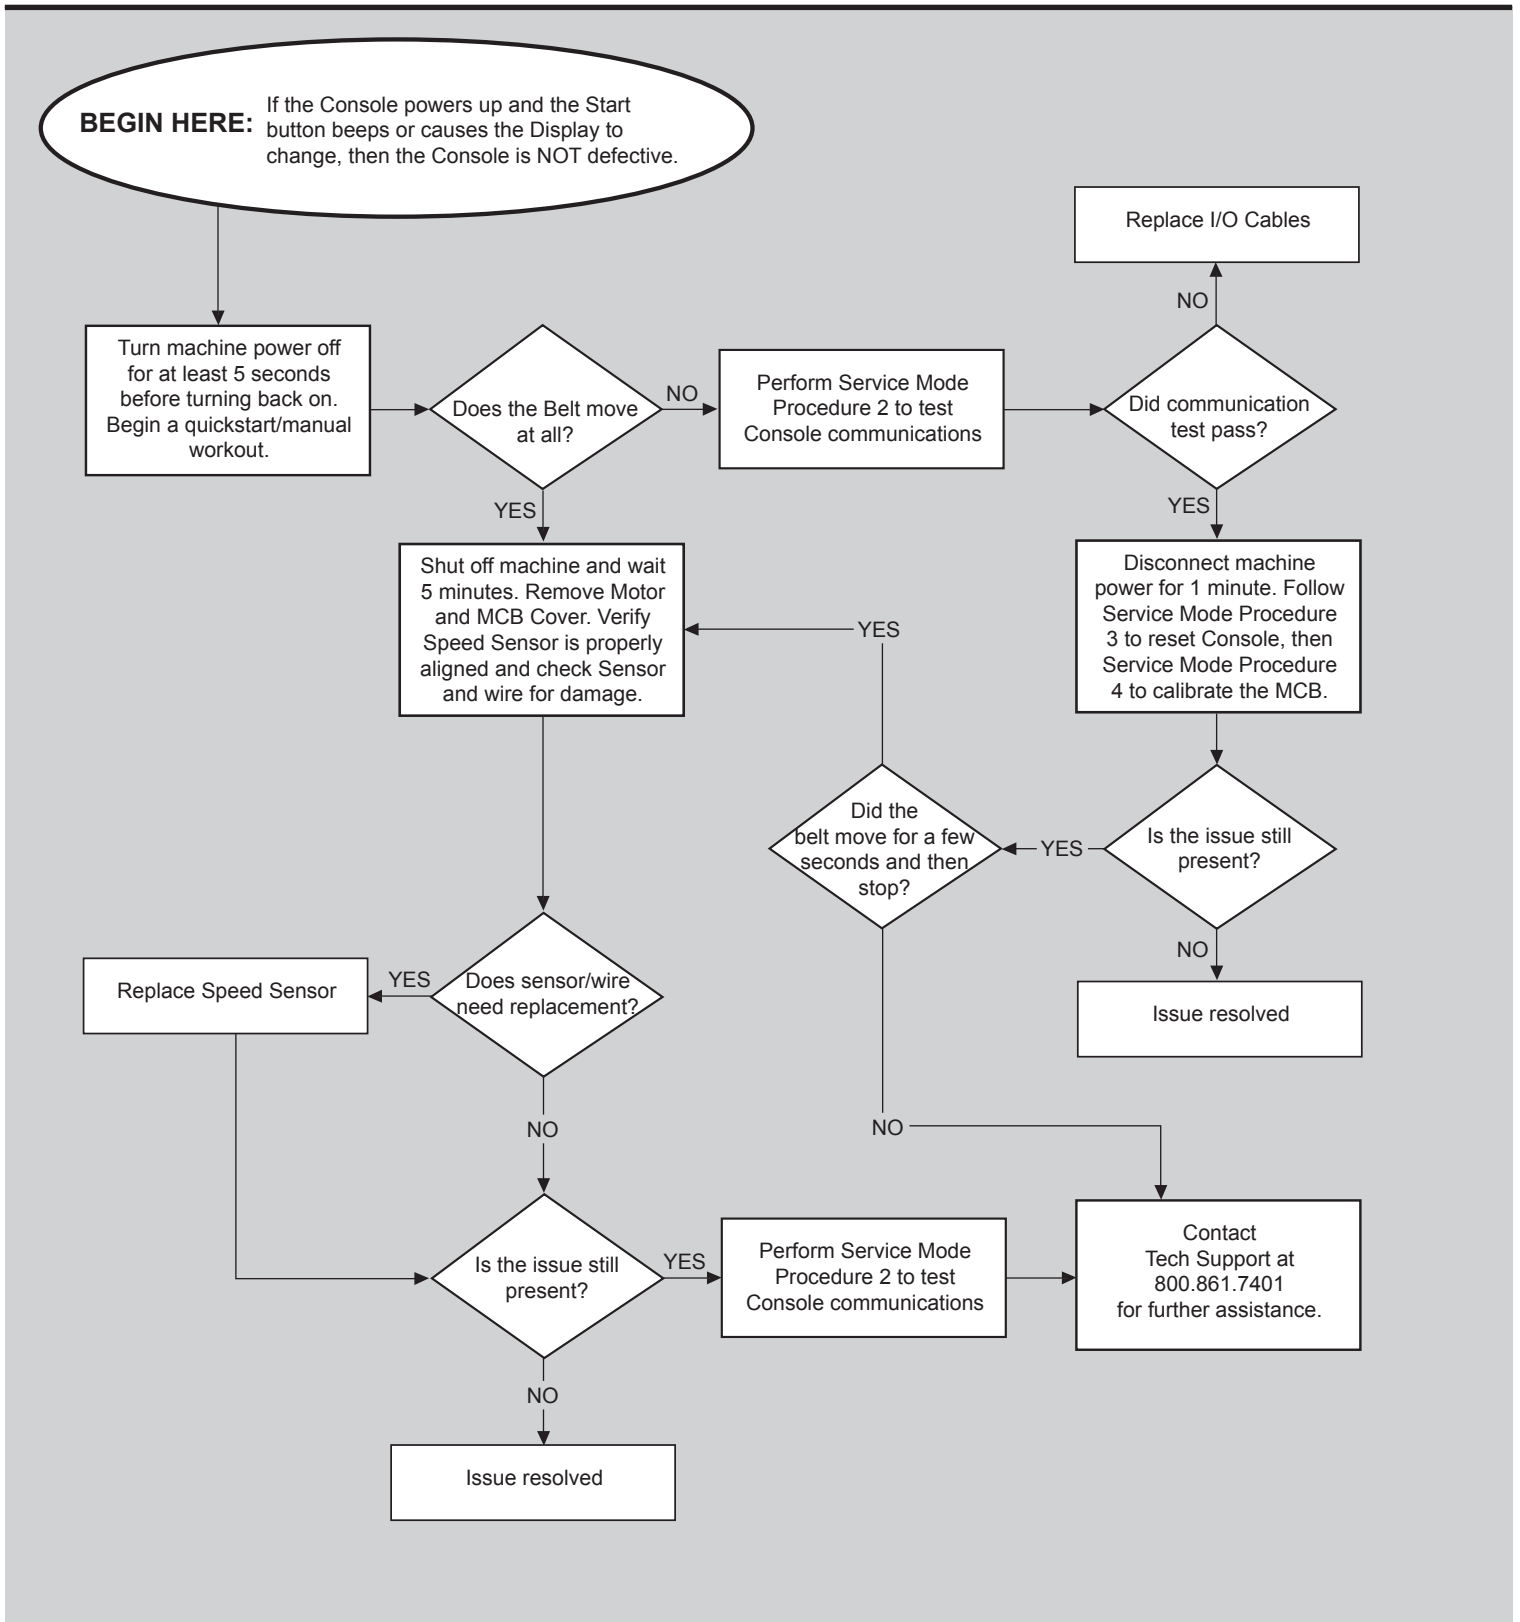 BEGIN HERE:
If the Console powers up and the Start
button beeps or causes the Display to
change, then the Console is NOT defective.
Replace I/O Cables
NO
Turn machine power off
for at least 5 seconds
before turning back on.
Begin a quickstart/manual
workout.
Does the Belt move
at all?
NO
Perform Service Mode
Procedure 2 to test
Console communications
Did communication
test pass?
YES
YES
Shut off machine and wait
5 minutes. Remove Motor
and MCB Cover. Verify
Speed Sensor is properly
aligned and check Sensor
and wire for damage.
YES
Disconnect machine
power for 1 minute. Follow
Service Mode Procedure
3 to reset Console, then
Service Mode Procedure
4 to calibrate the MCB.
Did the
belt move for a few
seconds and then
stop?
YES
Is the issue still
present?
NO
Issue resolved
Replace Speed Sensor
YES
Does sensor/wire
need replacement?
NO
NO
Is the issue still
present?
YES
Perform Service Mode
Procedure 2 to test
Console communications
Contact
Tech Support at
800.861.7401
for further assistance.
NO
Issue resolved